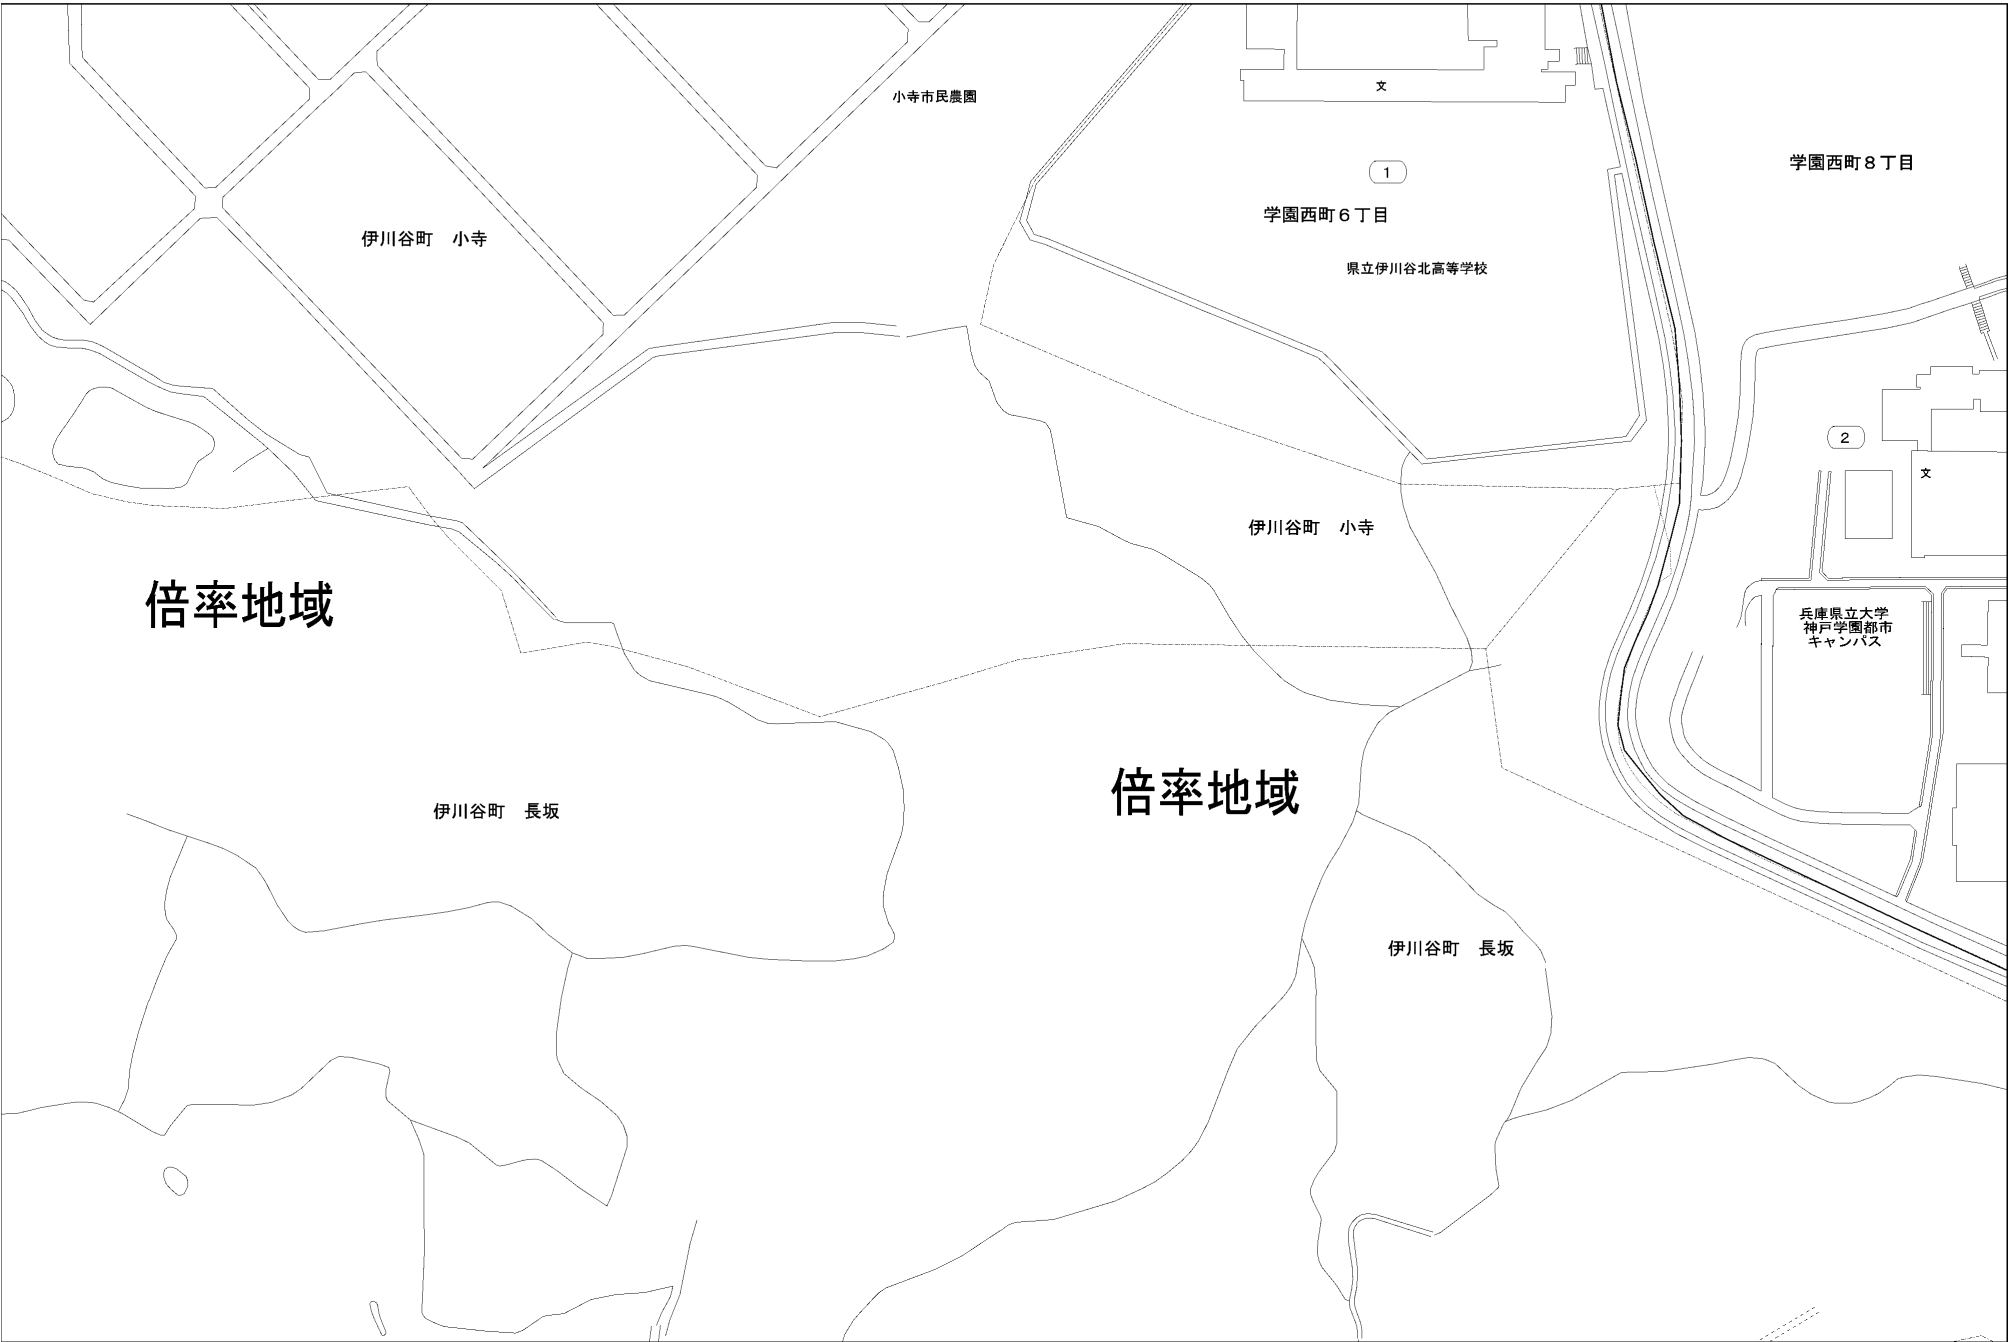 小寺市民農園
文
学園西町8丁目
1
学園西町6丁目
伊川谷町 小寺
県立伊川谷北高等学校
2
文
伊川谷町 小寺
倍率地域
兵庫県立大学
神戸学園都市
キャンパス
倍率地域
伊川谷町 長坂
伊川谷町 長坂